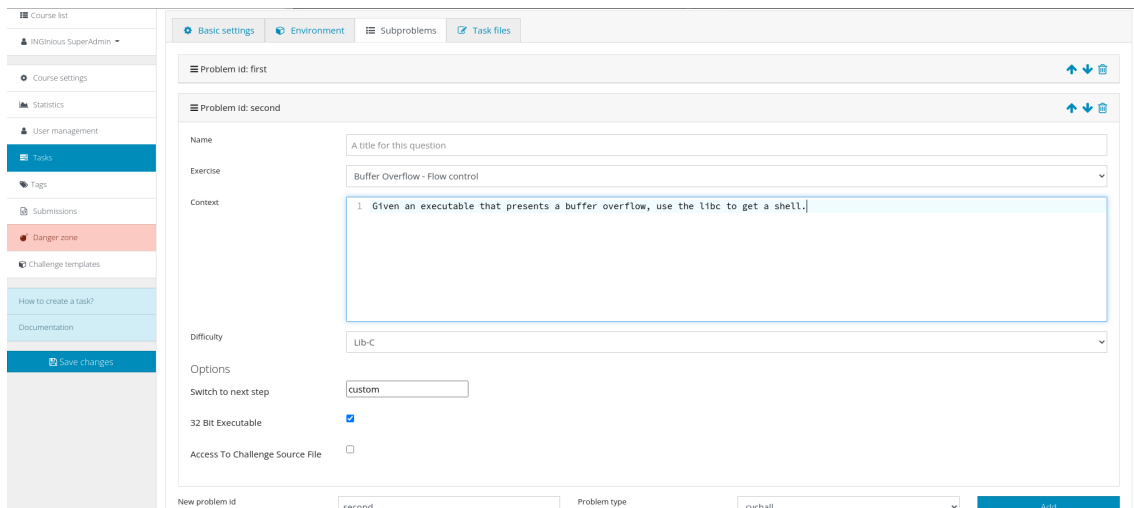 Course list
INGInious SuperAdmin
Course settings
Statistics
User management
Tasks
Tags
Submissions
Danger zone
Challenge templates
How to create a task?
Documentation
Save changes
Basic settings
Environment
Subproblems
Task files
Problem id: first
Problem id: second
Name
A title for this question
Exercise
Buffer Overflow - Flow control
Context
1 Given an executable that presents a buffer overflow, use the libc to get a shell.
Difficulty
Lib-C
Options
Switch to next step
custom
32 Bit Executable
Access To Challenge Source File
New problem id
second
Problem type
cychall
Add